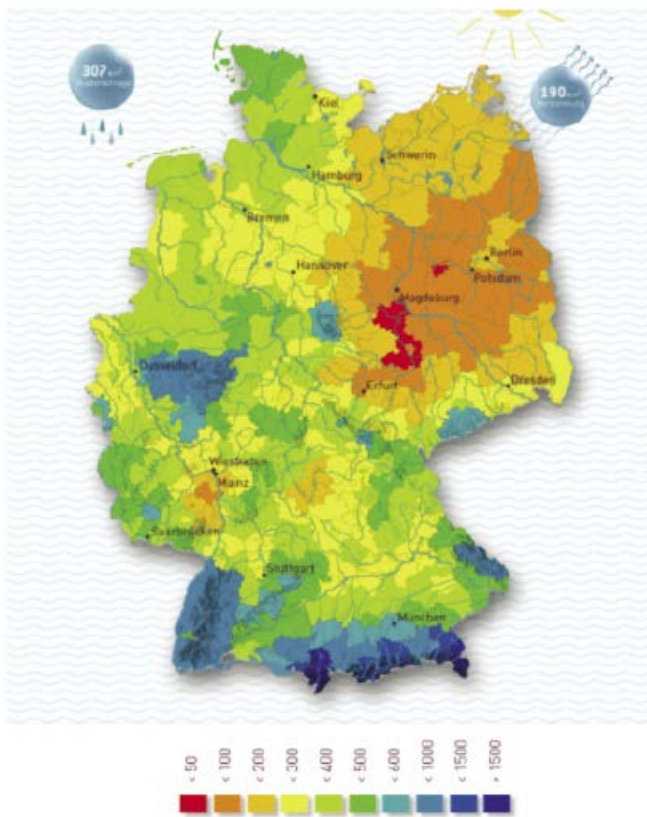 307
190
Kiel
Schwerin
Hamburg
Bremen
Berlin
Hannover
Potsdam
Magdeburg
Düsseldorf
Erfurt
Dresden
Wiesbaden
Mainz
Saarbrücken
Stuttgart
München
< 50
< 100
< 200
< 300
< 400
< 500
< 600
< 1000
< 1500
> 1500